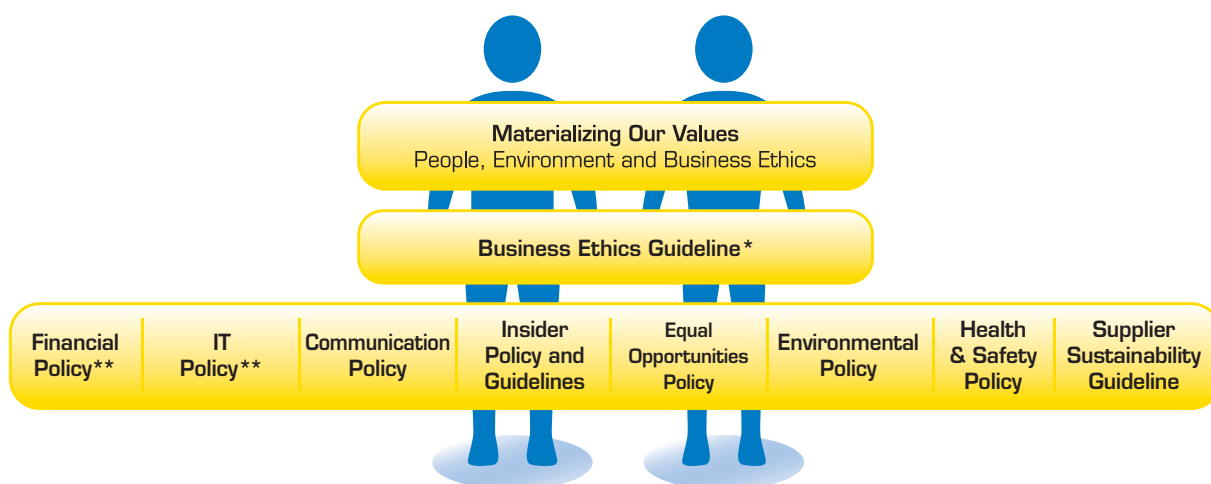 Materializing Our Values
People, Environment and Business Ethics
Business Ethics Guideline*
Financial
Policy**
IT
Policy**
Communication
Policy
Insider
Policy and
Guidelines
Equal
Opportunities
Policy
Environmental
Policy
Health
& Safety
Policy
Supplier
Sustainability
Guideline